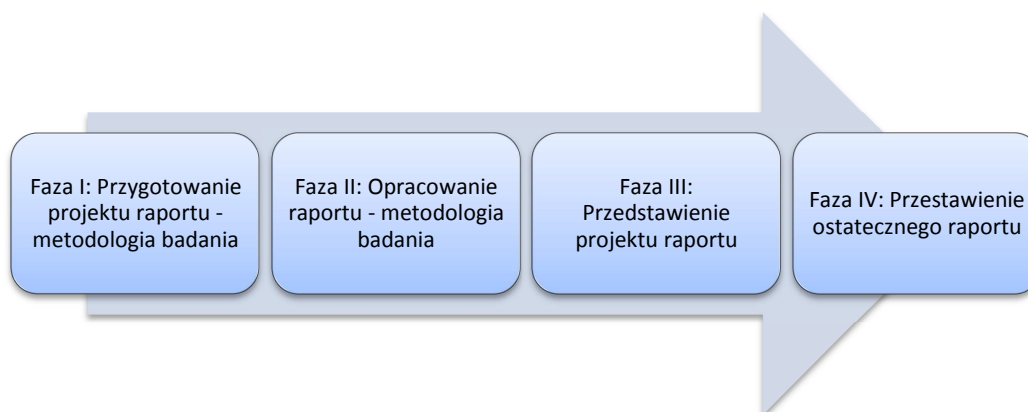 Faza I: Przygotowanie
projektu raportu -
metodologia badania
Faza II: Opracowanie
raportu - metodologia
badania
Faza III:
Przedstawienie
projektu raportu
Faza IV: Przestawienie
ostatecznego raportu